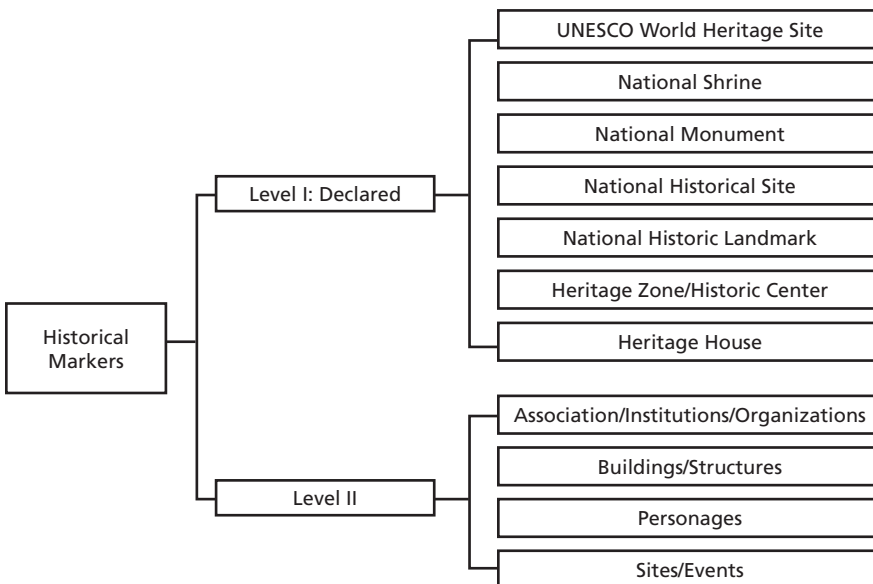 UNESCO World Heritage Site
National Shrine
National Monument
Level I: Declared
National Historical Site
National Historic Landmark
Heritage Zone/Historic Center
Historical
Markers
Heritage House
Association/Institutions/Organizations
Buildings/Structures
Level II
Personages
Sites/Events